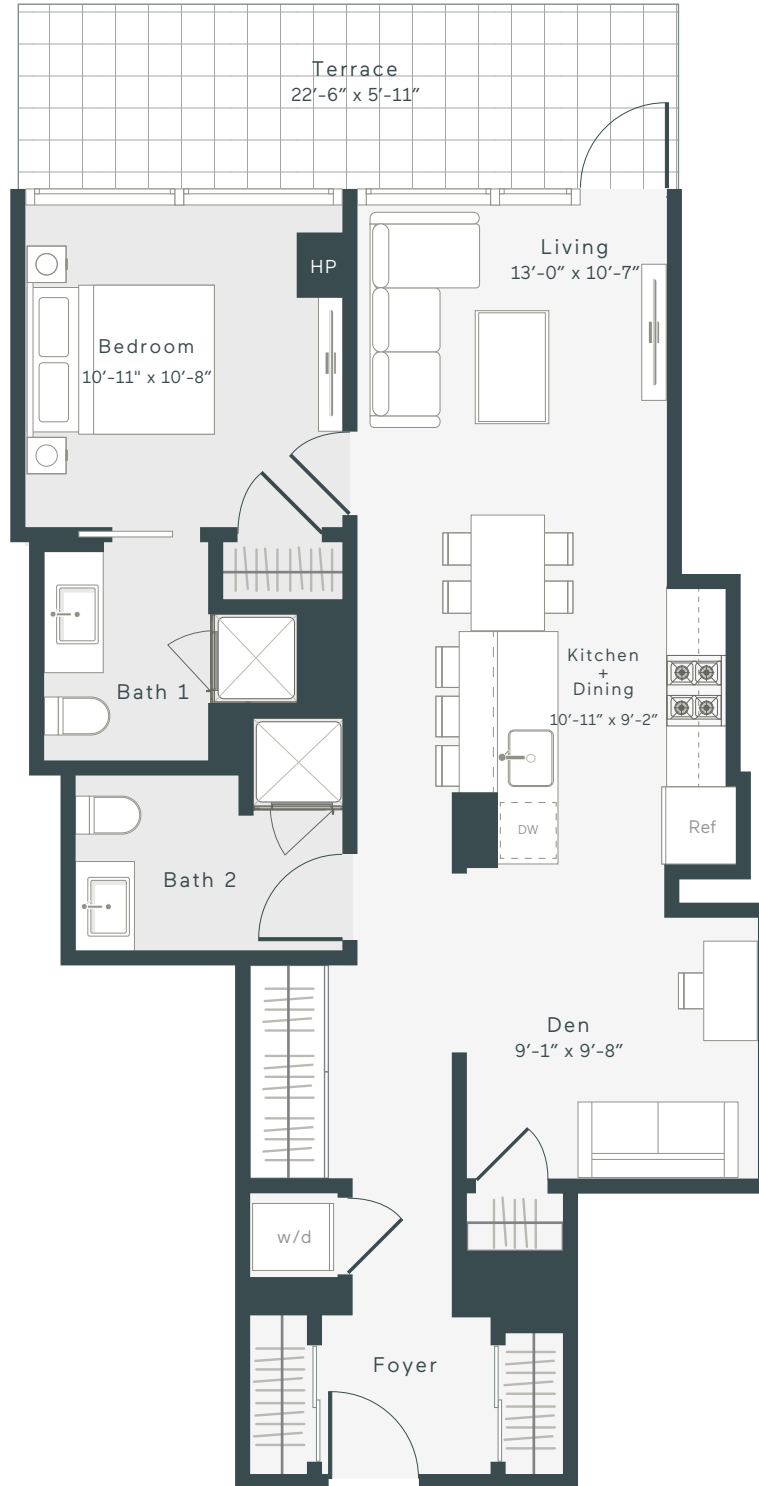 Terrace
22′-6″ x 5′-11″
HP
Living
13′-0″ x 10′-7″
Bedroom
10′-11" x 10′-8″
Kitchen
+
Dining
10′-11″ x 9′-2″
Bath 1
DW
Ref
Bath 2
Den
9′-1″ x 9′-8″
w/d
Foyer